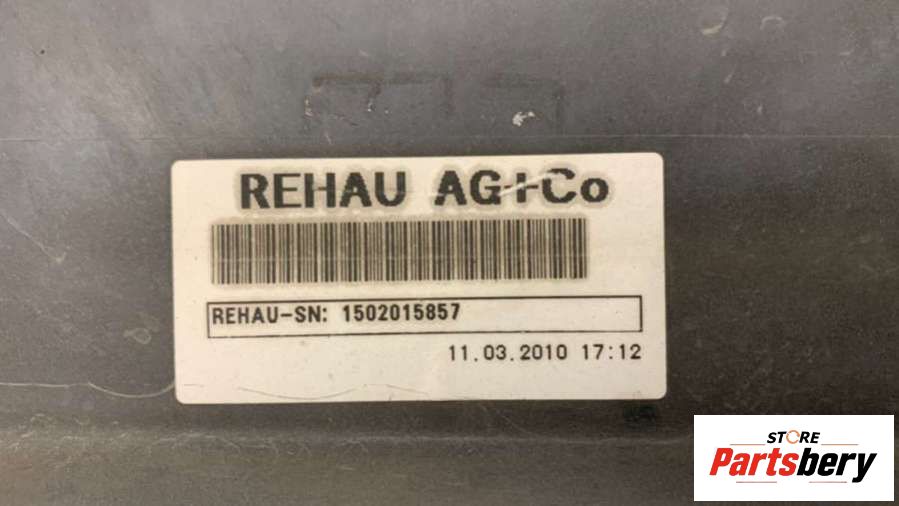 REHAU AG+Co
REHAU-SN: 1502015857
11.03.2010 17:12
STORE
Partsbery